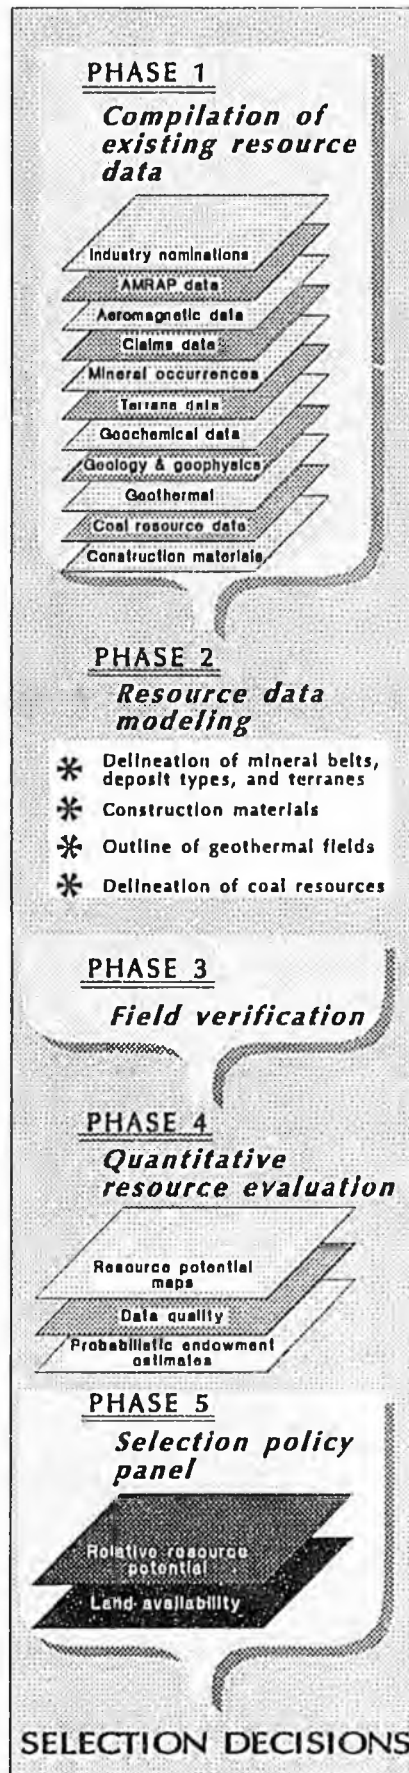 PHASE 1
Compilation of
existing resource
data
Industry nominations
AMRAP data
Aeromagnetic data
Claims data
Mineral occurrences
Terrane data
Geochemical data
Geology & geophysics
Geothermal
Coal resource data
Construction materials
PHASE 2
Resource data
modeling
* Delineation of mineral belts,
deposit types, and terranes
* Construction materials
* Outline of geothermal fields
* Delineation of coal resources
PHASE 3
Field verification
PHASE 4
Quantitative
resource evaluation
Resource potential
maps
Data quality
Probabilistic endowment
estimates
PHASE 5
Selection policy
panel
Relative resource
potential
Land availability
SELECTION DECISIONS